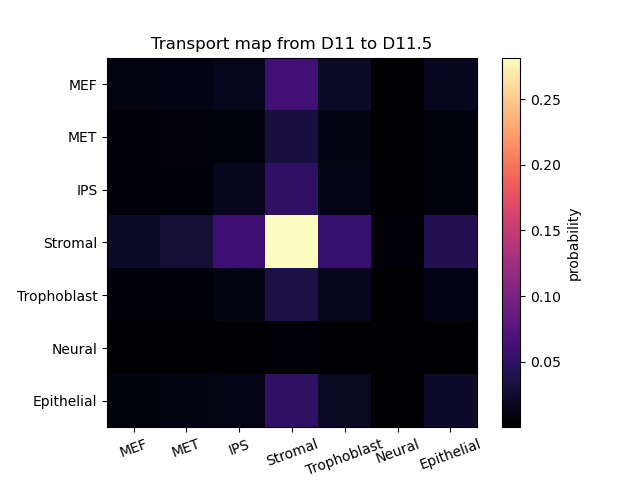 Transport map from D11 to D11.5
MEF
MET
IPS
Stromal
Trophoblast
Neural
Epithelial
MEF
MET
IPS
Stromal
Trophoblast
Neural
Epithelial
0.25
0.20
0.15
0.10
0.05
probability